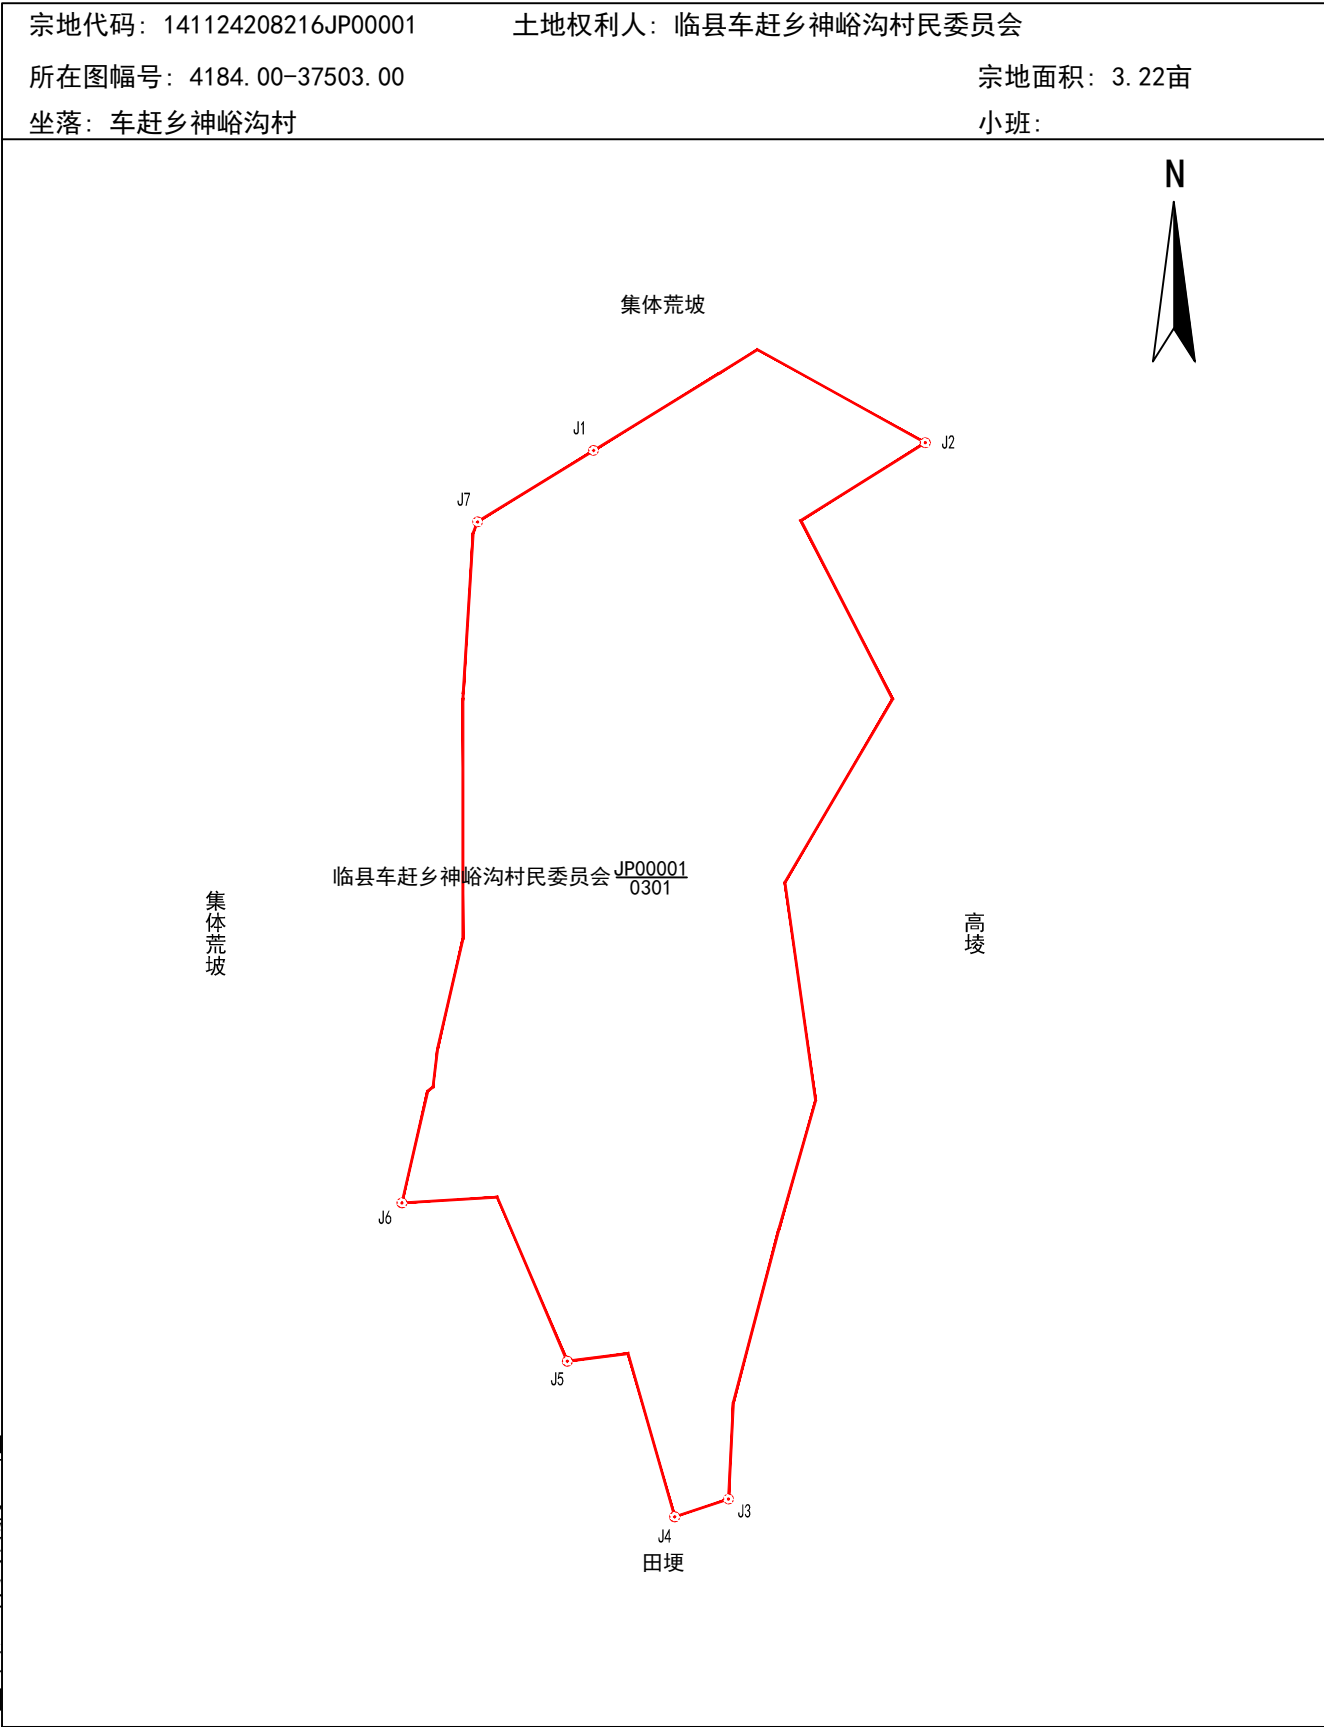 宗地代码: 141124208216JP00001 土地权利人: 临县车赶乡神峪沟村民委员会
所在图幅号: 4184.00-37503.00 宗地面积: 3.22亩
坐落: 车赶乡神峪沟村 小班:
N
集体荒坡
J1
J2
J7
临县车赶乡神峪沟村民委员会 JP00001
0301
集体荒坡
高堎
J6
J5
J3
J4
田埂